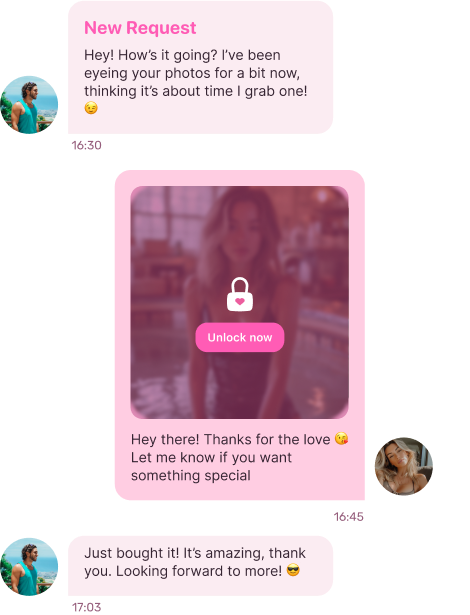 New Request
Hey! How’s it going? I’ve been
eyeing your photos for a bit now,
thinking it’s about time I grab one!
😉
16:30
Unlock now
Hey there! Thanks for the love 😘
Let me know if you want
something special
16:45
Just bought it! It’s amazing, thank
you. Looking forward to more! 😎
17:03